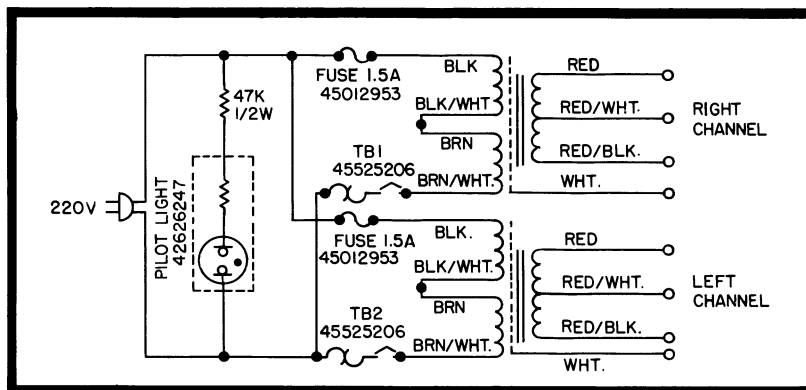 220V
PILOT LIGHT
42626247
47K
1/2W
FUSE 1.5A
45012953
BLK
BLK/WHT.
BRN
BRN/WHT.
TB1
45525206
RED
RED/WHT.
RED/BLK.
WHT.
RIGHT
CHANNEL
FUSE 1.5A
45012953
BLK.
BLK/WHT.
BRN
BRN/WHT.
TB2
45525206
RED
RED/WHT.
RED/BLK.
WHT.
LEFT
CHANNEL